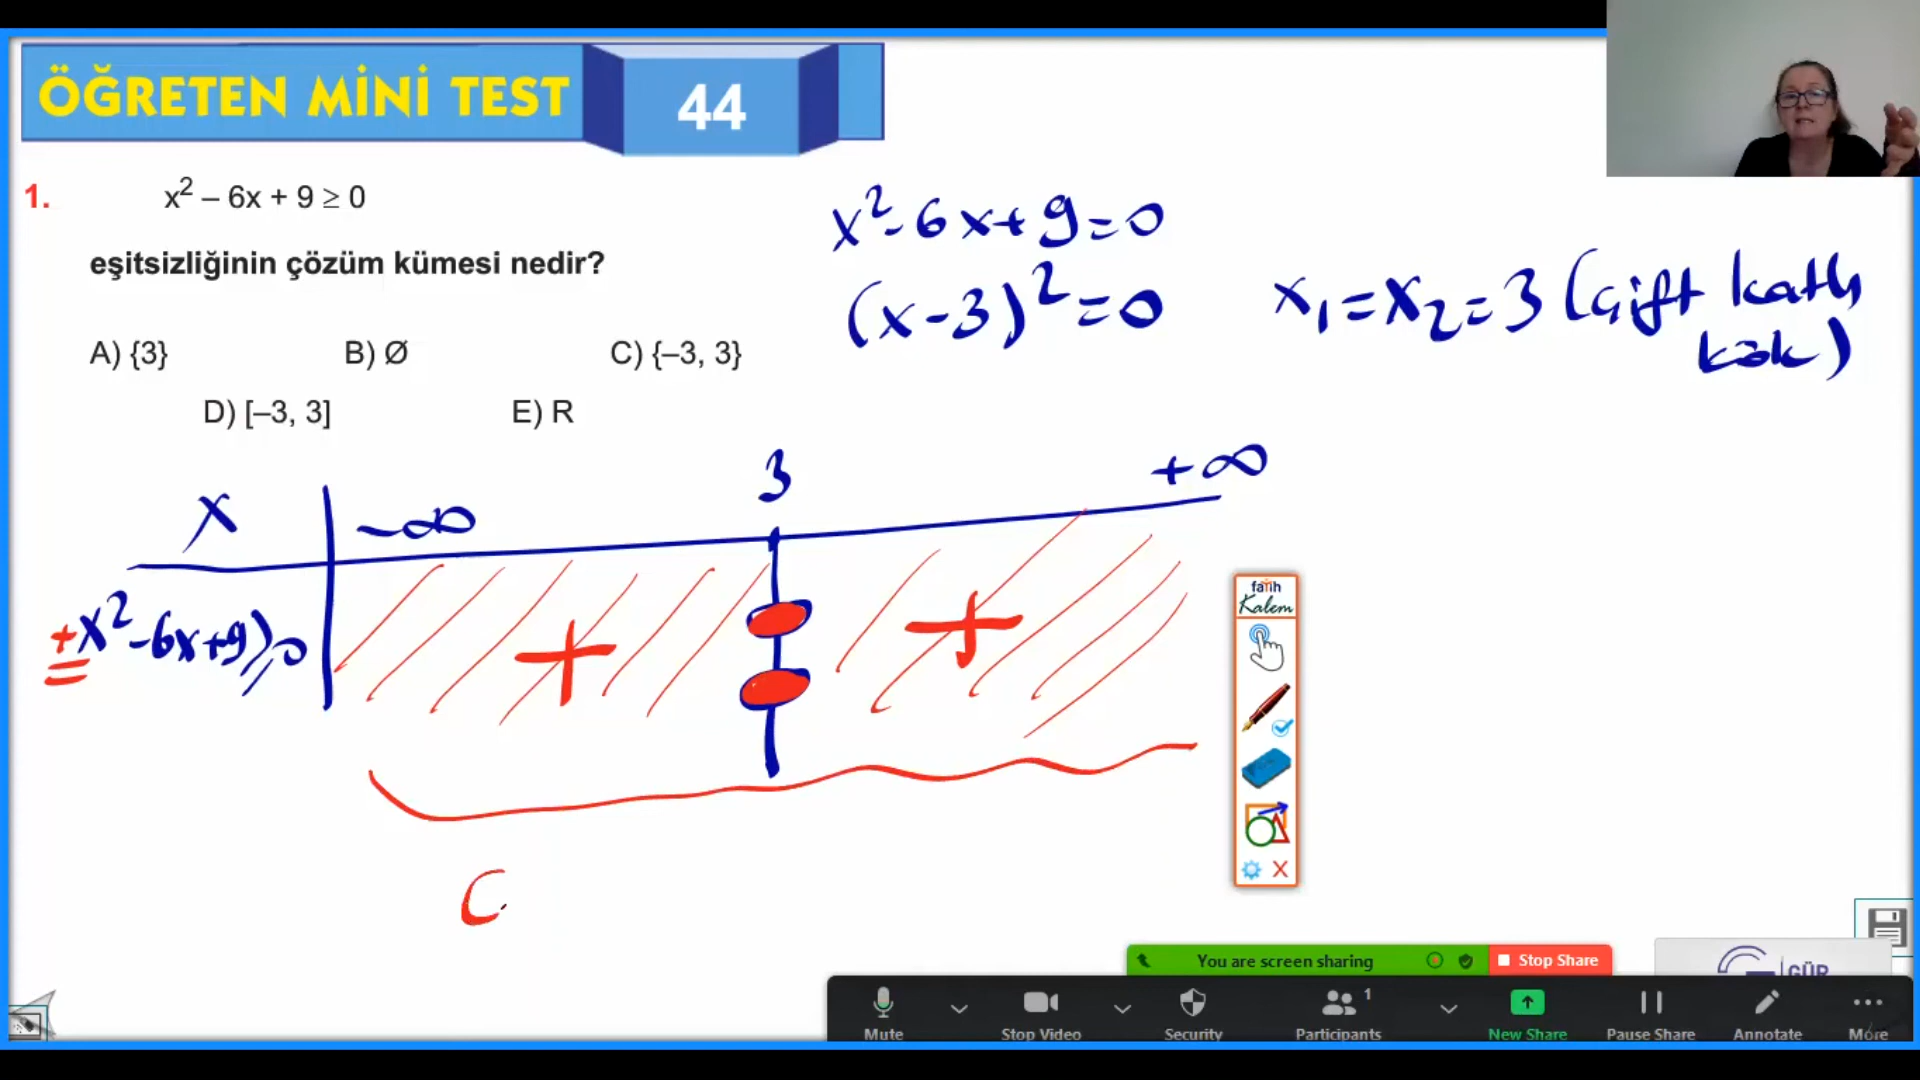 ÖĞRETEN MİNİ TEST 44
1. x² – 6x + 9 ≥ 0
eşitsizliğinin çözüm kümesi nedir?
A) {3} B) Ø C) {–3, 3}
D) [–3, 3] E) R
x²-6x+9=0
(x-3)²=0
x₁=x₂=3 (çift katlı
kök)
x -∞ 3 +∞
+x²-6x+9≥0 + +
Ç
fatih
Kalem
GÜR
You are screen sharing Stop Share
1
Mute Stop Video Security Participants New Share Pause Share Annotate More